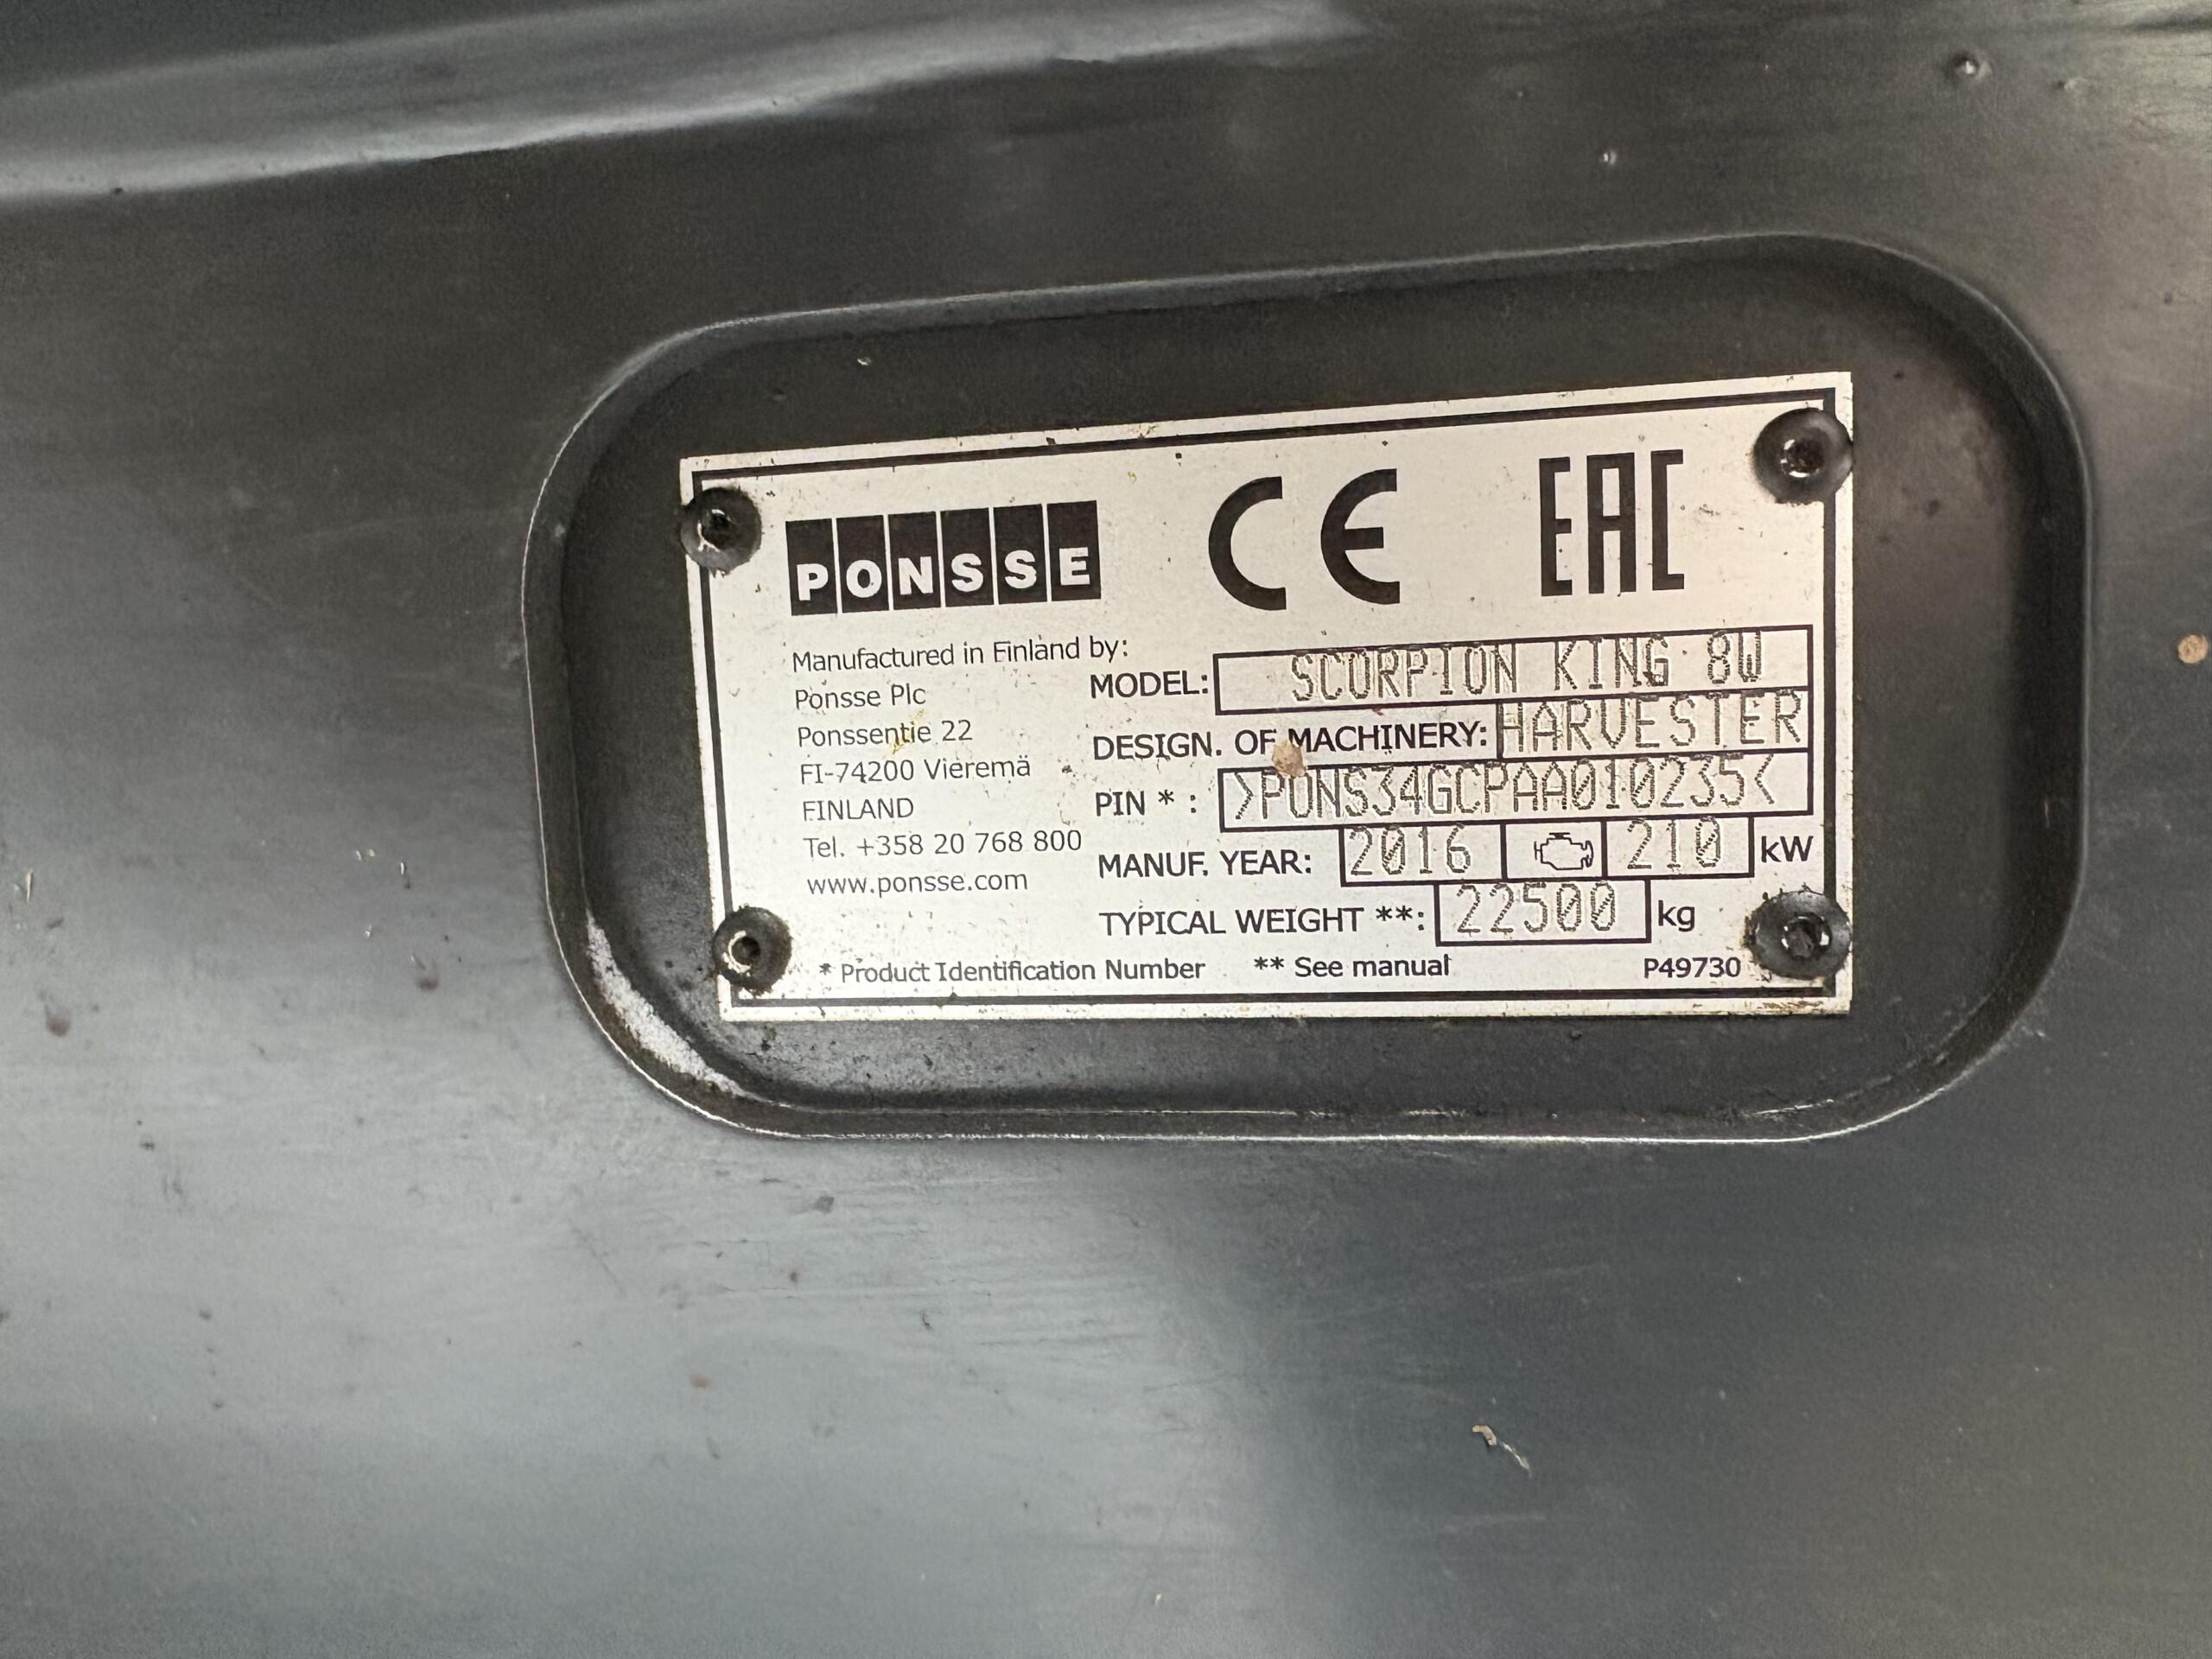 PONSSE CE EAC
Manufactured in Finland by:
Ponsse Plc
Ponssentie 22
FI-74200 Vieremä
FINLAND
Tel. +358 20 768 800
www.ponsse.com
MODEL: SCORPION KING 8W
DESIGN. OF MACHINERY: HARVESTER
PIN * : >PONS34GCPAA010235<
MANUF. YEAR: 2016 210 kW
TYPICAL WEIGHT **: 22500 kg
* Product Identification Number ** See manual P49730